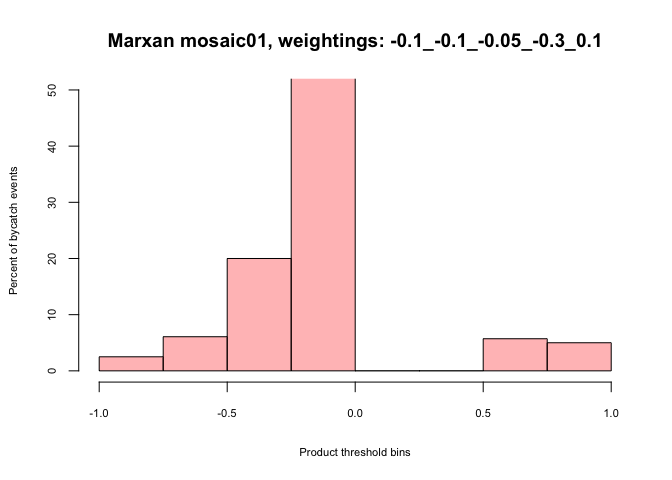 Marxan mosaic01, weightings: -0.1_-0.1_-0.05_-0.3_0.1
50
40
30
20
10
0
Percent of bycatch events
-1.0 -0.5 0.0 0.5 1.0
Product threshold bins